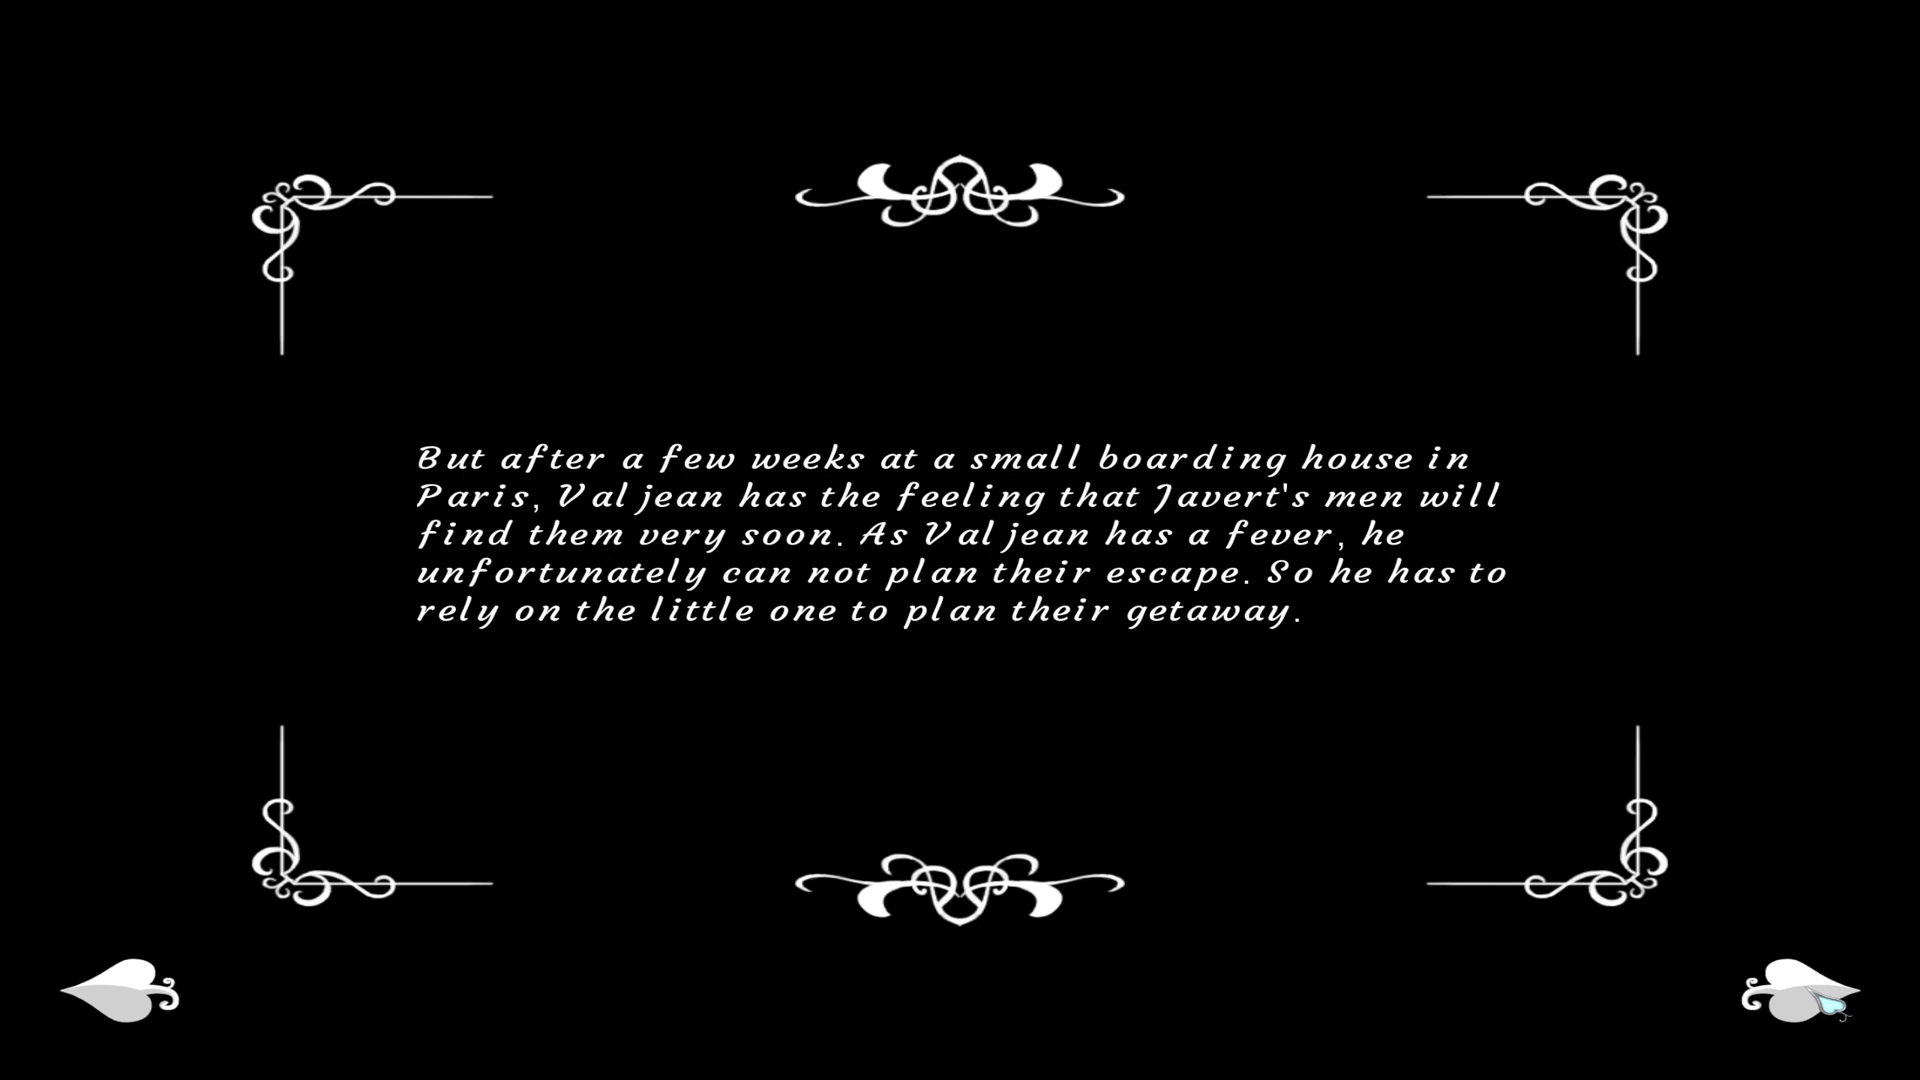 But after a few weeks at a small boarding house in
Paris, Valjean has the feeling that Javert's men will
find them very soon. As Valjean has a fever, he
unfortunately can not plan their escape. So he has to
rely on the little one to plan their getaway.